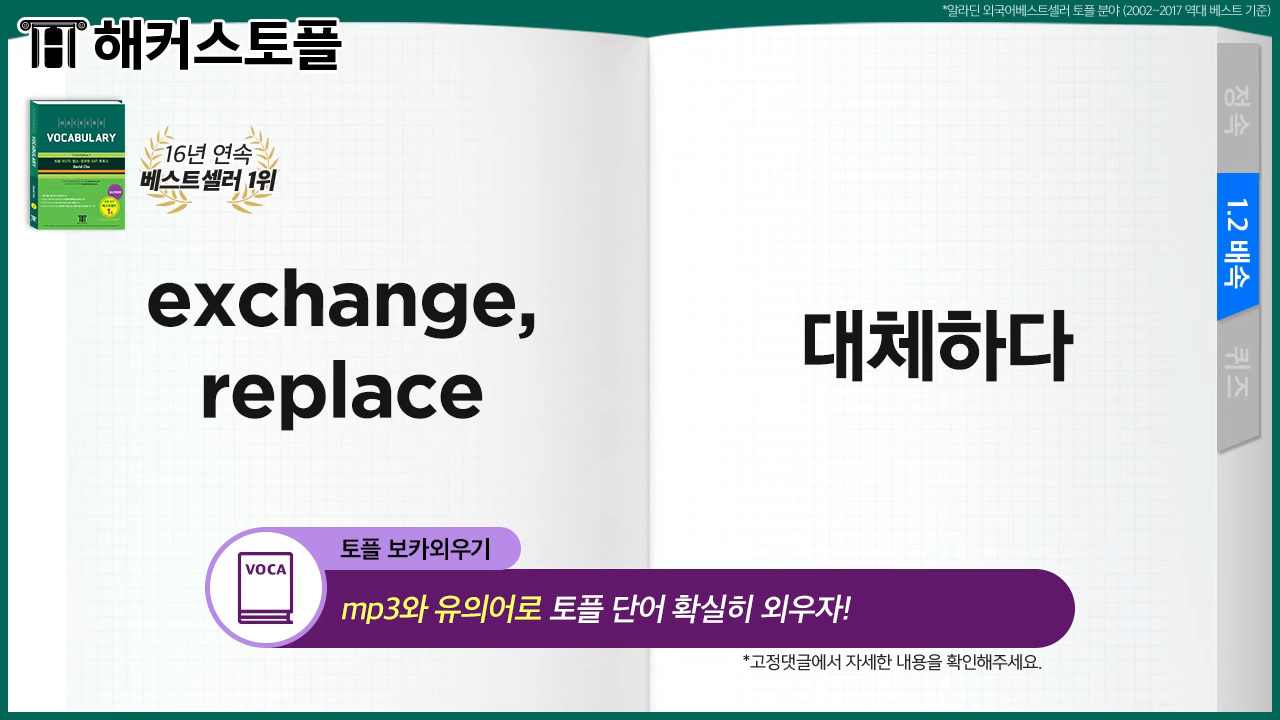 *알라딘 외국어베스트셀러 토플 분야 (2002~2017 역대 베스트 기준)
해커스토플
HACKERS
VOCABULARY
David Cho
16년 연속
베스트셀러 1위
정속
1.2 배속
퀴즈
exchange,
replace
대체하다
VOCA
토플 보카외우기
mp3와 유의어로 토플 단어 확실히 외우자!
*고정댓글에서 자세한 내용을 확인해주세요.